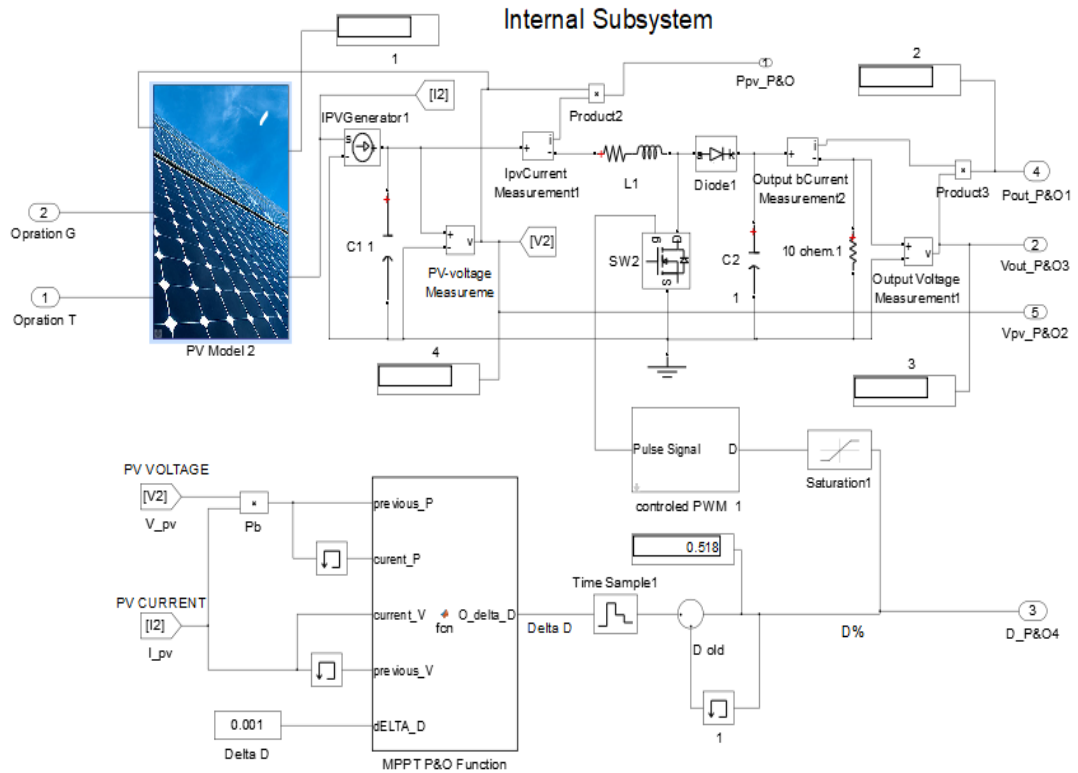 Internal Subsystem
1
2
1
Ppv_P&O
[I2]
Product2
IPVGenerator1
s
-
+
-
i
IpvCurrent
Measurement1
L1
a
k
Diode1
+
-
i
Output bCurrent
Measurement2
Product3
4
Pout_P&O1
2
Opration G
C1 1
+
-
v
[V2]
PV-voltage
Measureme
g
D
S
SW2
C2
1
10 ohem.1
+
-
v
Output Voltage
Measurement1
2
Vout_P&O3
1
Opration T
5
Vpv_P&O2
PV Model 2
4
3
Pulse Signal
D
controled PWM 1
Saturation1
PV VOLTAGE
[V2]
V_pv
×
Pb
previous_P
curent_P
0.518
PV CURRENT
[I2]
I_pv
current_V
fcn
O_delta_D
previous_V
dELTA_D
Delta D
Time Sample1
D old
D%
3
D_P&O4
1
0.001
Delta D
MPPT P&O Function